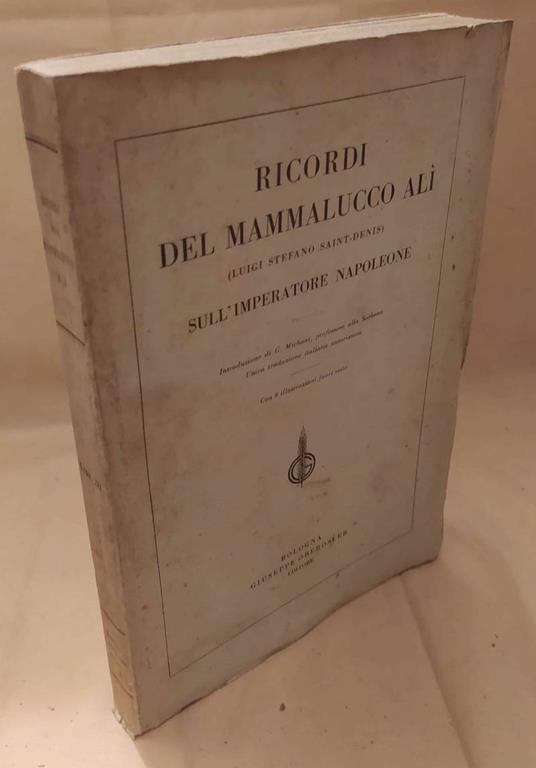 RICORDI
DEL MAMMALUCCO ALÌ
(LUIGI STEFANO SAINT-DENIS)
SULL'IMPERATORE NAPOLEONE
Introduzione di G. Michaut, professore alla Sorbona
Unica traduzione italiana autorizzata
Con 8 illustrazioni fuori testo
BOLOGNA
GIUSEPPE OBEROSLER
EDITORE